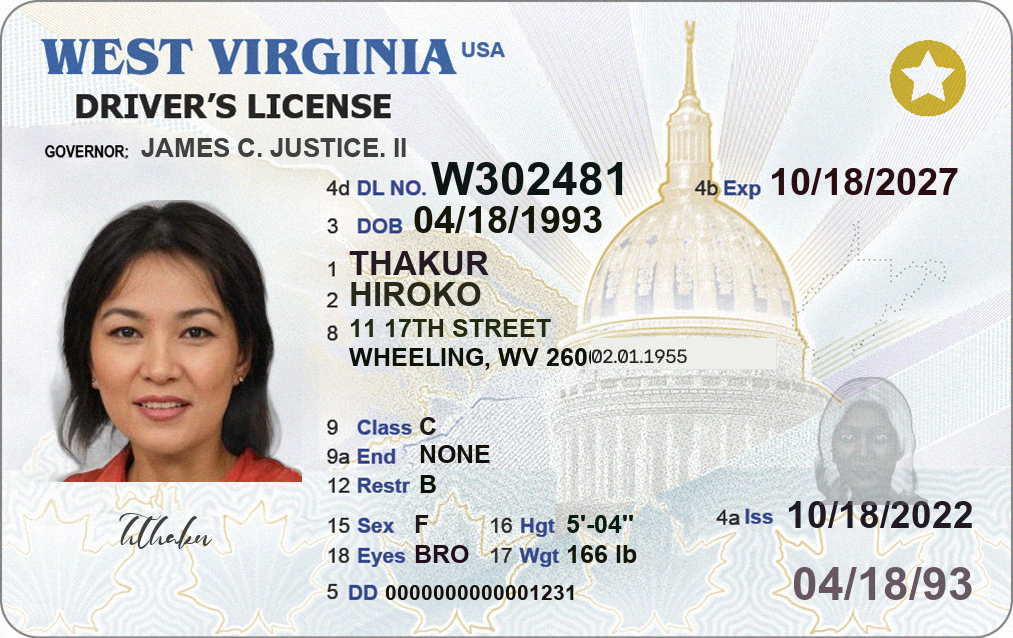 WEST VIRGINIA USA
DRIVER'S LICENSE
GOVERNOR: JAMES C. JUSTICE. II
4d DL NO. W302481 4b Exp 10/18/2027
3 DOB 04/18/1993
1 THAKUR
2 HIROKO
8 11 17TH STREET
WHEELING, WV 260 02.01.1955
9 Class C
9a End NONE
12 Restr B
15 Sex F 16 Hgt 5'-04" 4a Iss 10/18/2022
18 Eyes BRO 17 Wgt 166 lb
5 DD 0000000000001231 04/18/93